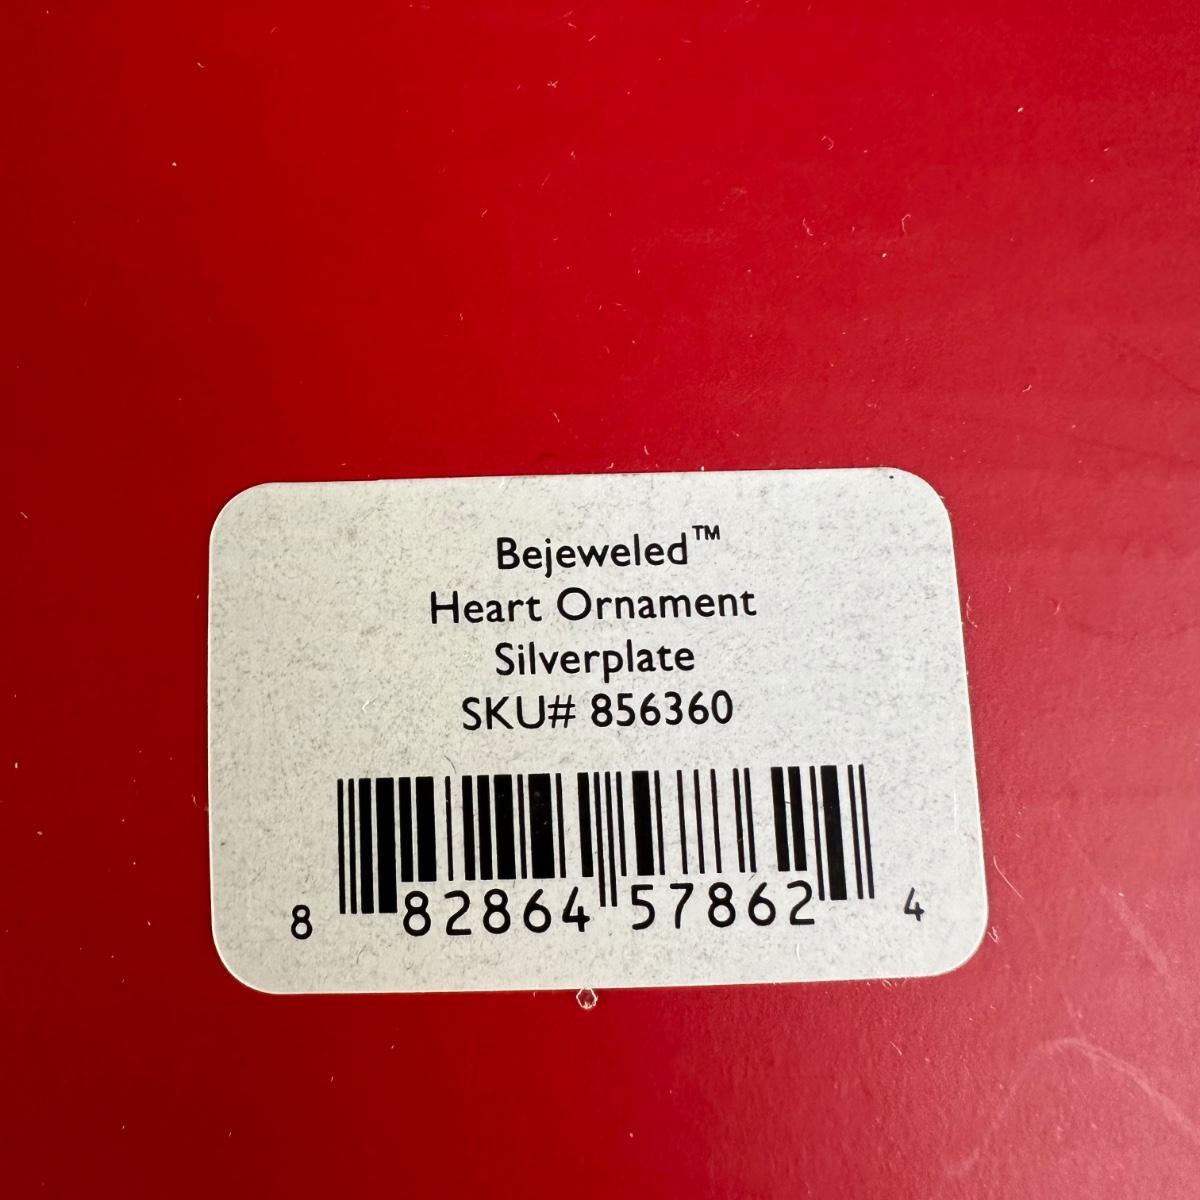 Bejeweled™
Heart Ornament
Silverplate
SKU# 856360
8 82864 57862 4